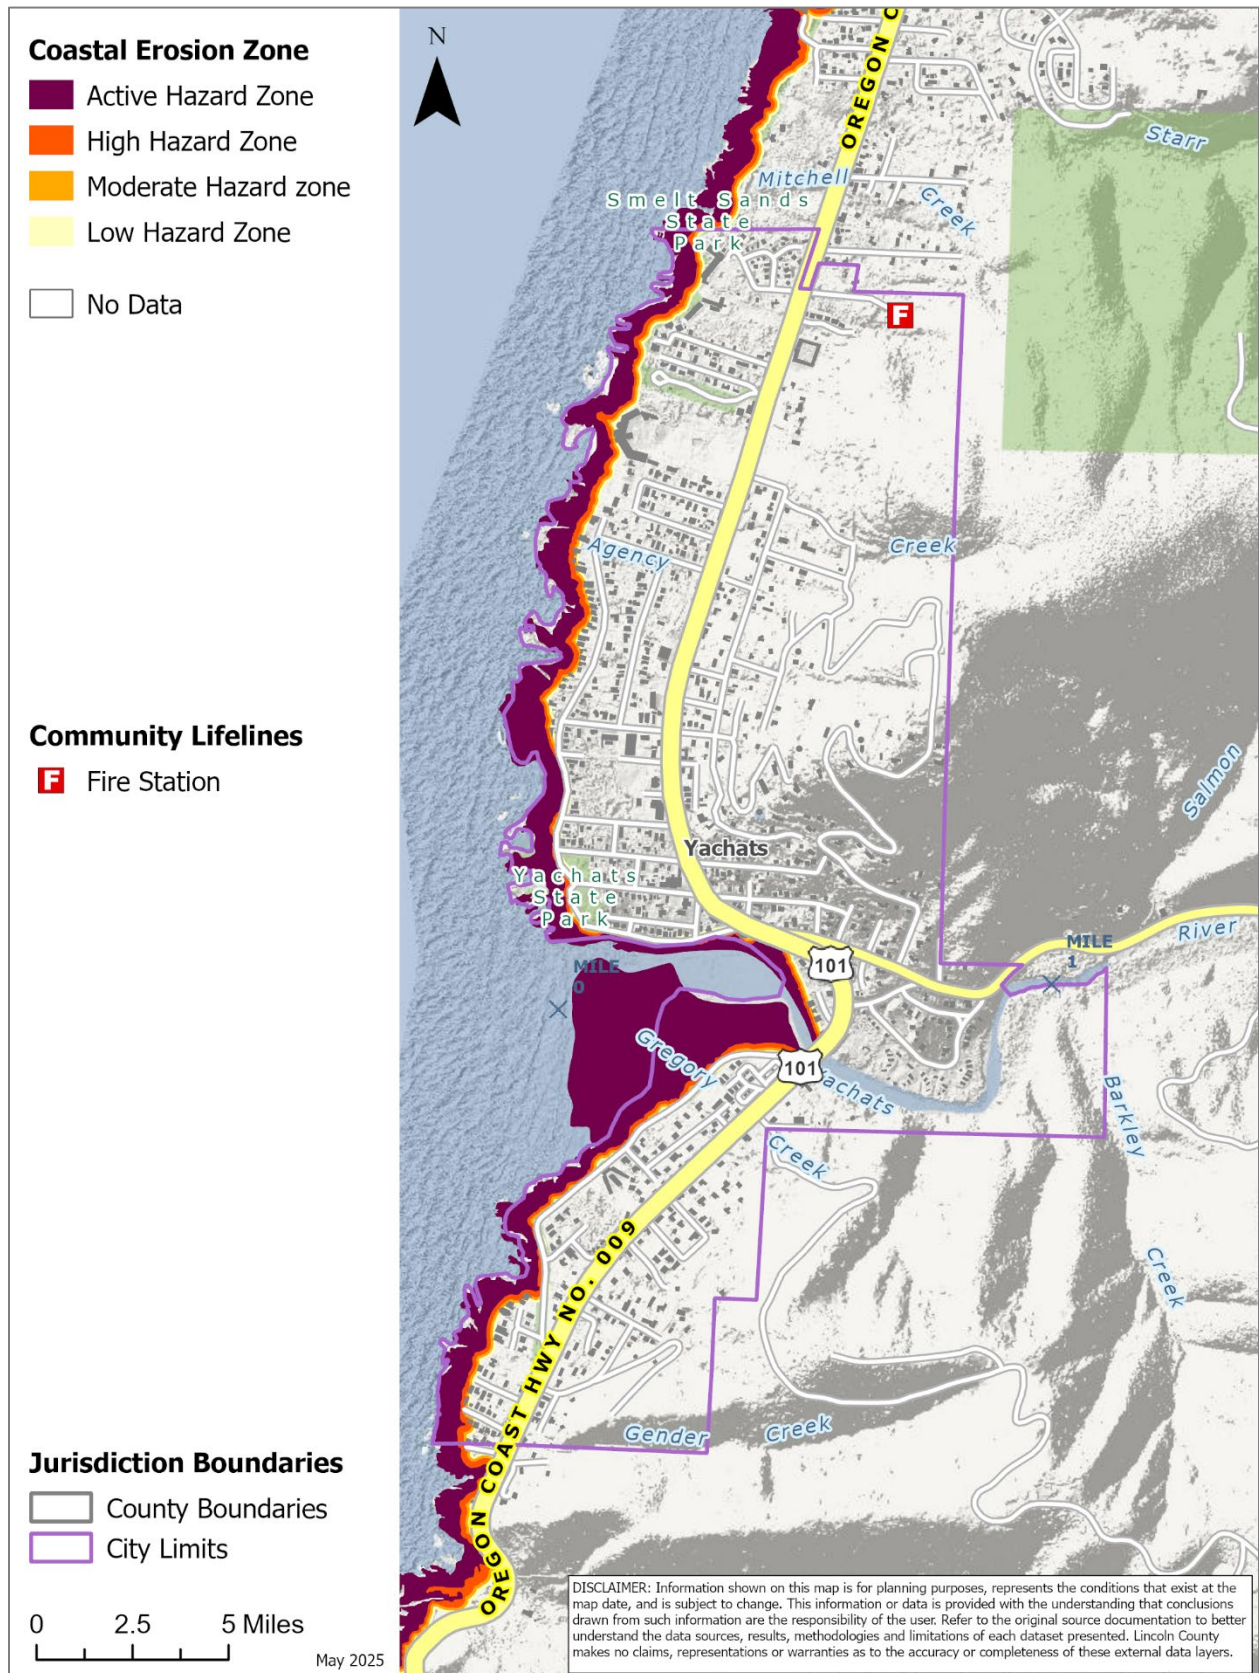 Coastal Erosion Zone
Active Hazard Zone
High Hazard Zone
Moderate Hazard zone
Low Hazard Zone
No Data
Community Lifelines
F Fire Station
Jurisdiction Boundaries
County Boundaries
City Limits
0 2.5 5 Miles
May 2025
N
OREGON C
Starr
Mitchell
Creek
Smelt Sands
State
Park
F
Agency
Creek
Salmon
Yachats
Yachats
State
Park
MILE
0
101
MILE
1
River
Gregory
101
Yachats
Barkley
Creek
Creek
OREGON COAST HWY NO. 009
Gender
Creek
DISCLAIMER: Information shown on this map is for planning purposes, represents the conditions that exist at the
map date, and is subject to change. This information or data is provided with the understanding that conclusions
drawn from such information are the responsibility of the user. Refer to the original source documentation to better
understand the data sources, results, methodologies and limitations of each dataset presented. Lincoln County
makes no claims, representations or warranties as to the accuracy or completeness of these external data layers.